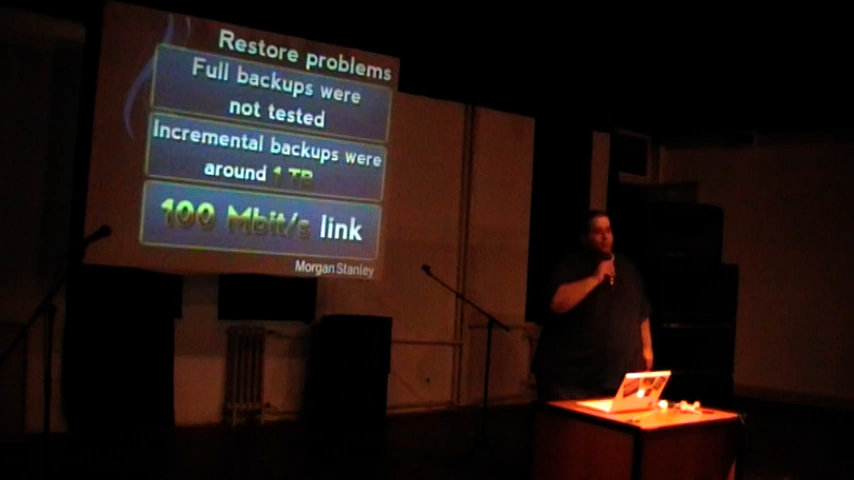 Restore problems
Full backups were
not tested
Incremental backups were
around 1 TB
100 Mbit/s link
Morgan Stanley